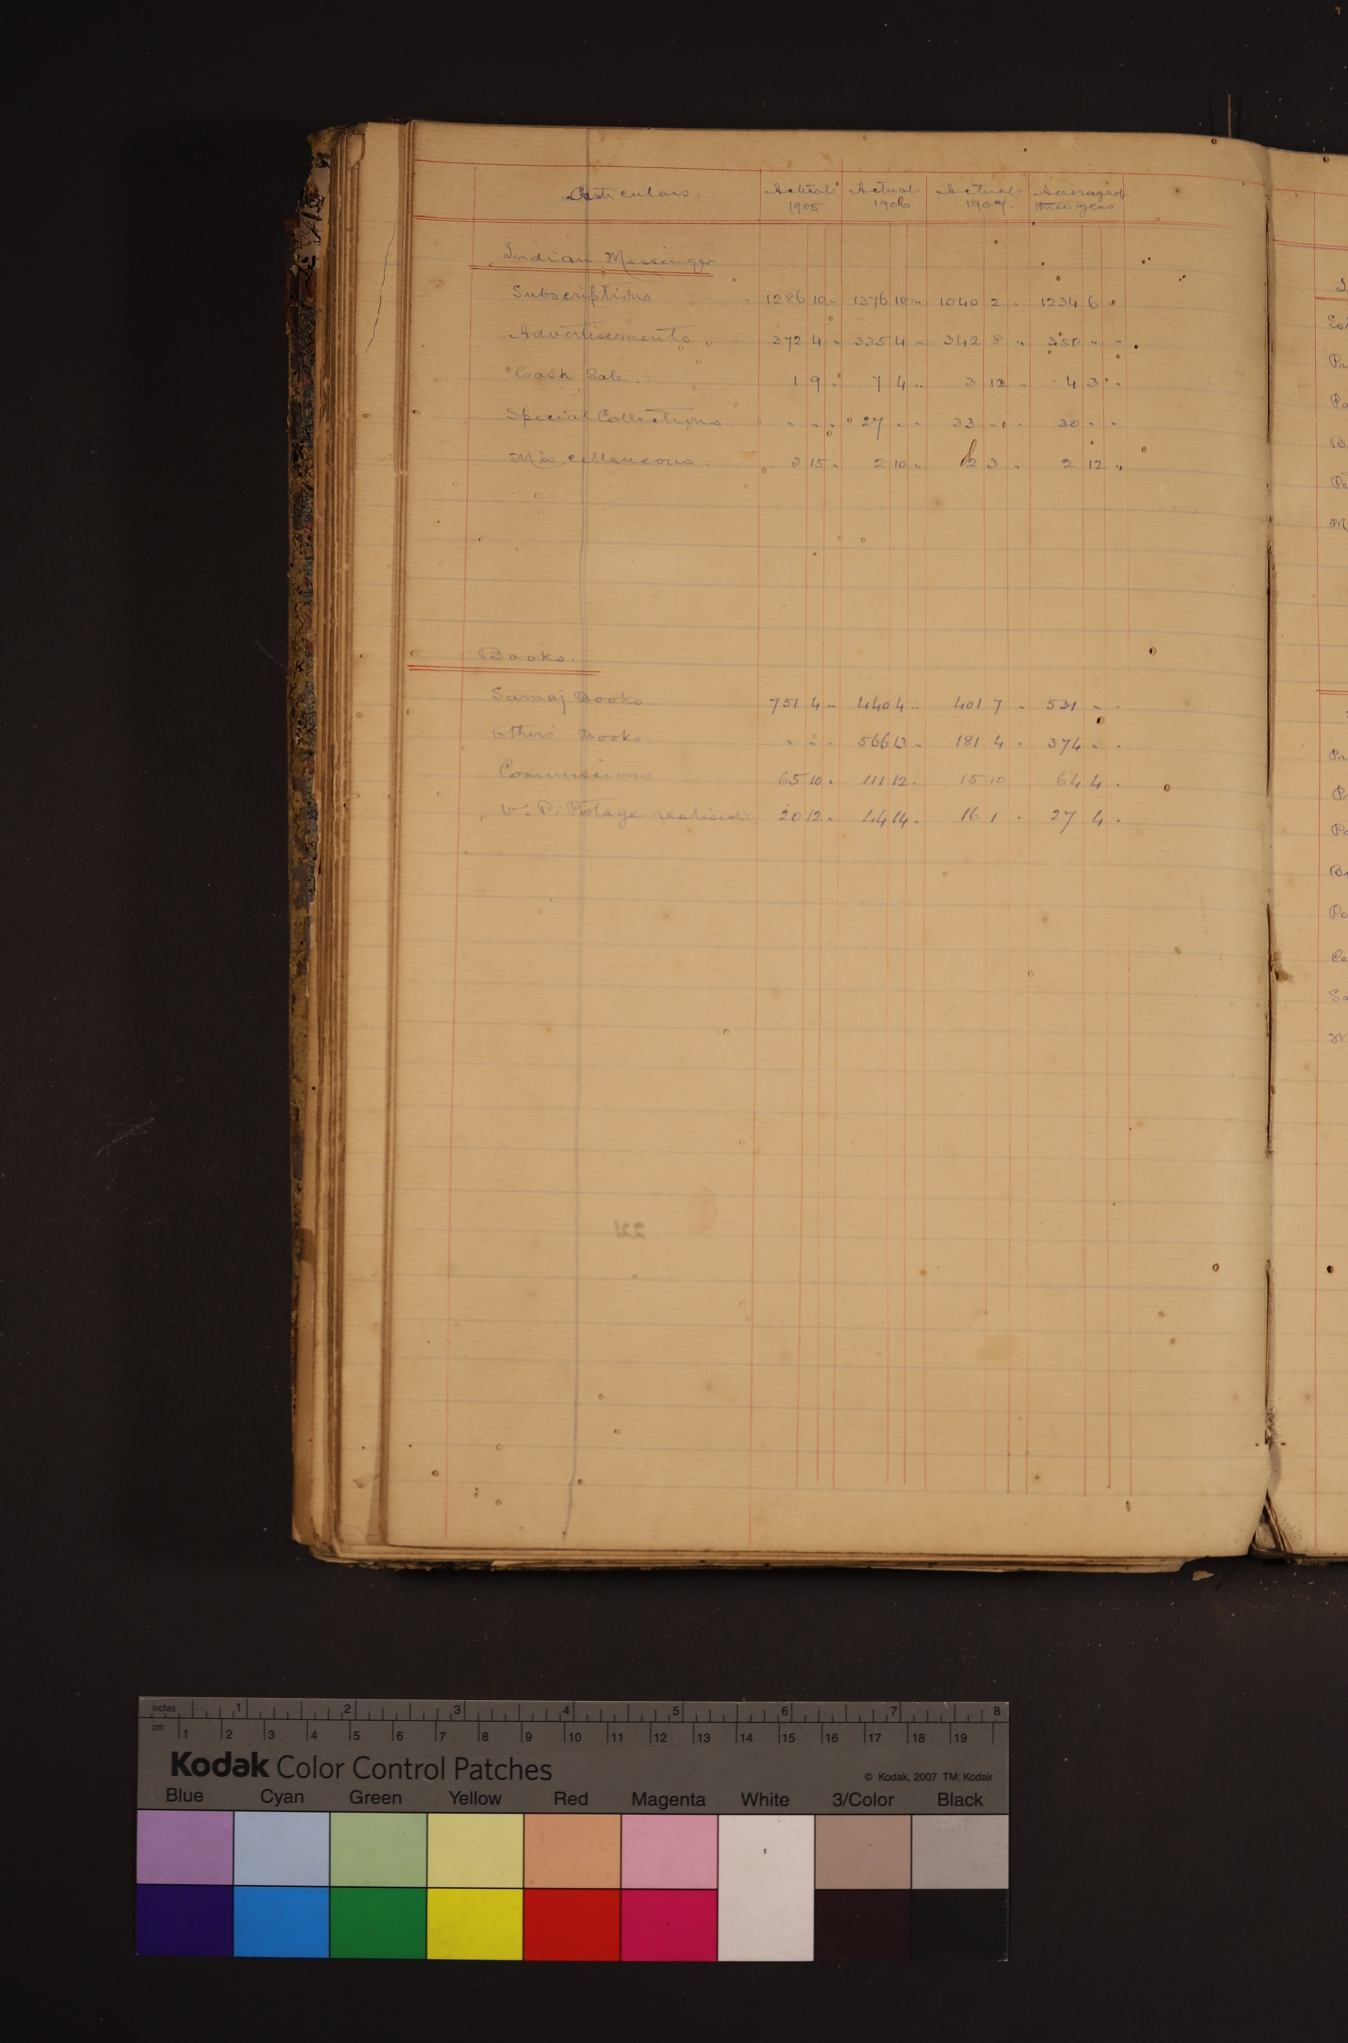 Particulars. Actual 1905 Actual 1906 Actual 1907. Average of three years
Indian Messenger
Subscriptions 1286 10 - 1376 10 - 1040 2 - 1234 6 -
Advertisements 372 4 - 335 4 - 342 8 - 350 - -
Cash Sale. 1 9 - 7 4 - 3 12 - 4 3 -
Special Collections - - - 27 - - 33 - - 30 - -
Miscellaneous. 3 15 - 2 10 - 2 3 - 2 12 -
Books.
Samaj Books. 751 4 - 440 4 - 401 7 - 531 - -
Others' Books - - - 566 13 - 181 4 - 374 - -
Commissions 65 10 - 111 12 - 15 10 64 4 -
V. P. Postage realised 20 12 - 44 14 - 16 1 - 27 4 -
221
inches 1 2 3 4 5 6 7 8
cm 1 2 3 4 5 6 7 8 9 10 11 12 13 14 15 16 17 18 19
Kodak Color Control Patches © Kodak, 2007 TM: Kodak
Blue Cyan Green Yellow Red Magenta White 3/Color Black